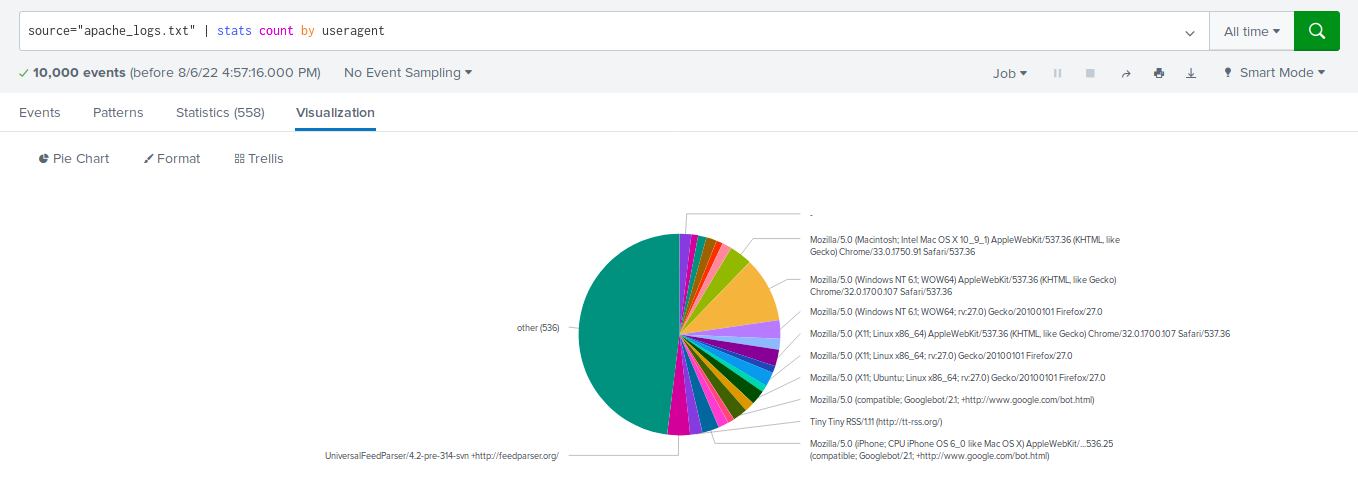 source="apache_logs.txt" | stats count by useragent
All time
10,000 events (before 8/6/22 4:57:16.000 PM)
No Event Sampling
Job
Smart Mode
Events
Patterns
Statistics (558)
Visualization
Pie Chart
Format
Trellis
-
Mozilla/5.0 (Macintosh; Intel Mac OS X 10_9_1) AppleWebKit/537.36 (KHTML, like
Gecko) Chrome/33.0.1750.91 Safari/537.36
Mozilla/5.0 (Windows NT 6.1; WOW64) AppleWebKit/537.36 (KHTML, like Gecko)
Chrome/32.0.1700.107 Safari/537.36
Mozilla/5.0 (Windows NT 6.1; WOW64; rv:27.0) Gecko/20100101 Firefox/27.0
other (536)
Mozilla/5.0 (X11; Linux x86_64) AppleWebKit/537.36 (KHTML, like Gecko) Chrome/32.0.1700.107 Safari/537.36
Mozilla/5.0 (X11; Linux x86_64; rv:27.0) Gecko/20100101 Firefox/27.0
Mozilla/5.0 (X11; Ubuntu; Linux x86_64; rv:27.0) Gecko/20100101 Firefox/27.0
Mozilla/5.0 (compatible; Googlebot/2.1; +http://www.google.com/bot.html)
Tiny Tiny RSS/1.11 (http://tt-rss.org/)
Mozilla/5.0 (iPhone; CPU iPhone OS 6_0 like Mac OS X) AppleWebKit/...536.25
(compatible; Googlebot/2.1; +http://www.google.com/bot.html)
UniversalFeedParser/4.2-pre-314-svn +http://feedparser.org/